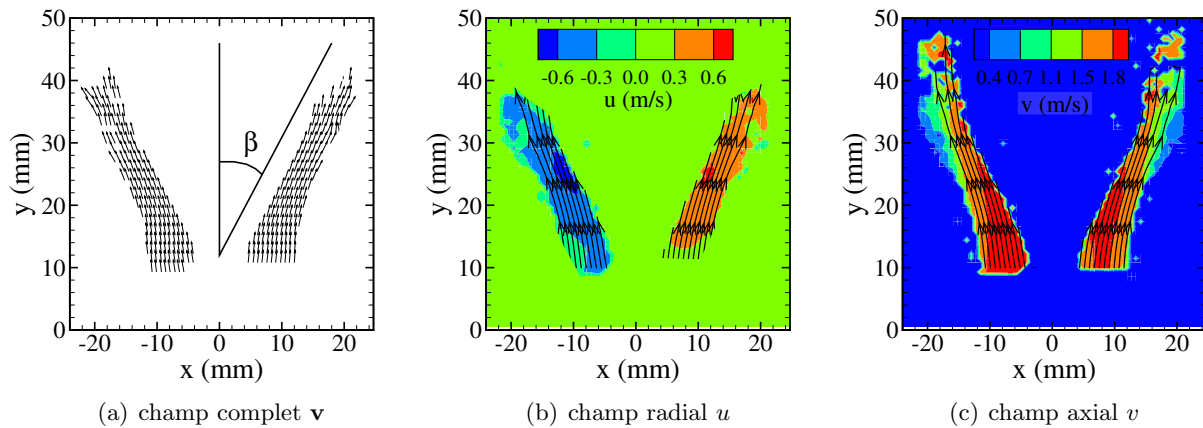 50
40
30
20
10
0
y (mm)
β
-20 -10 0 10 20
x (mm)
(a) champ complet v
50
40
30
20
10
0
y (mm)
-0.6 -0.3 0.0 0.3 0.6
u (m/s)
-20 -10 0 10 20
x (mm)
(b) champ radial u
50
40
30
20
10
0
y (mm)
0.4 0.7 1.1 1.5 1.8
v (m/s)
-20 -10 0 10 20
x (mm)
(c) champ axial v